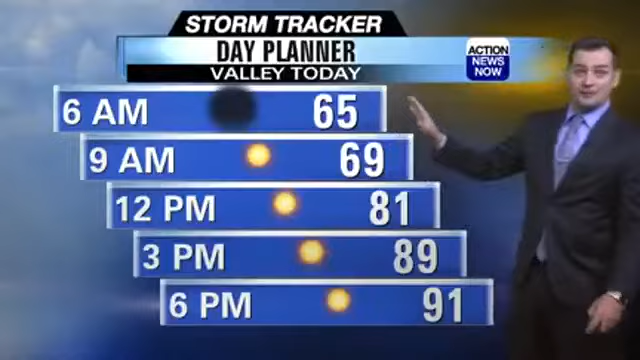 STORM TRACKER
DAY PLANNER
VALLEY TODAY
ACTION
NEWS
NOW
6 AM 65
9 AM 69
12 PM 81
3 PM 89
6 PM 91